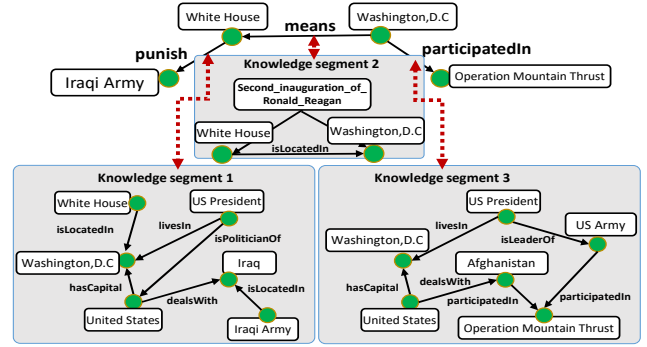 White House
means
Washington,D.C
punish
participatedIn
Iraqi Army
Operation Mountain Thrust
Knowledge segment 2
Second_inauguration_of_
Ronald_Reagan
White House
Washington,D.C
isLocatedIn
Knowledge segment 1
White House
US President
isLocatedIn
livesIn
isPoliticianOf
Washington,D.C
Iraq
hasCapital
dealsWith
isLocatedIn
United States
Iraqi Army
Knowledge segment 3
US President
US Army
livesIn
isLeaderOf
Washington,D.C
Afghanistan
hasCapital
dealsWith
participatedIn
participatedIn
United States
Operation Mountain Thrust